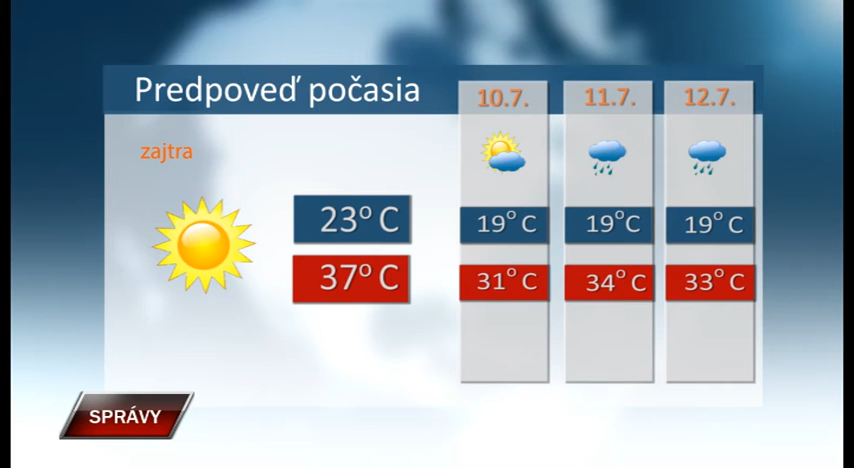 Predpoveď počasia
zajtra
23° C
37° C
10.7.
19° C
31° C
11.7.
19°C
34° C
12.7.
19° C
33° C
SPRÁVY